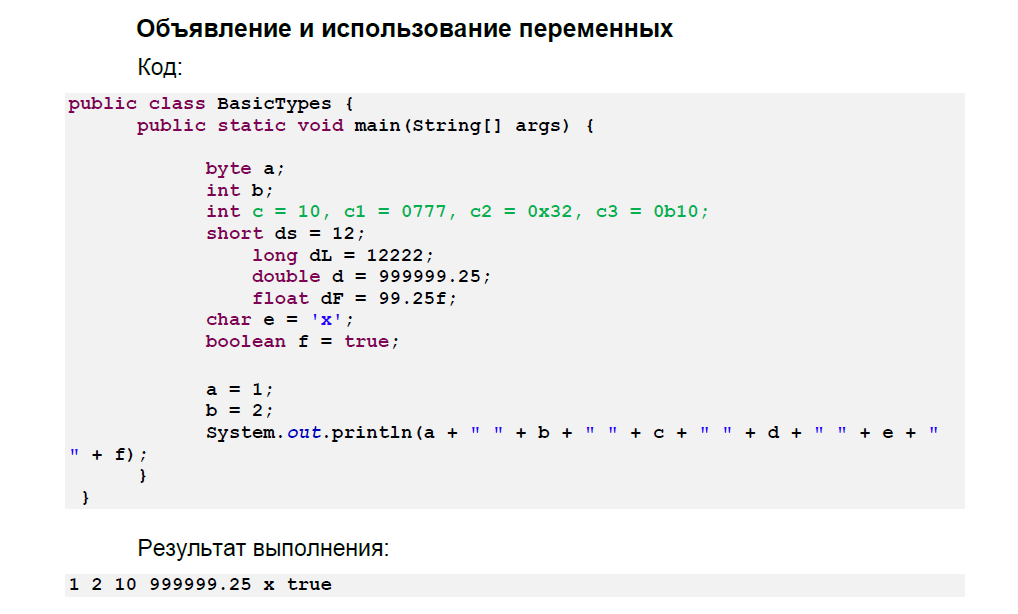 Объявление и использование переменных
Код:
public class BasicTypes {
public static void main(String[] args) {
byte a;
int b;
int c = 10, c1 = 0777, c2 = 0x32, c3 = 0b10;
short ds = 12;
long dL = 12222;
double d = 999999.25;
float dF = 99.25f;
char e = 'x';
boolean f = true;
a = 1;
b = 2;
System.out.println(a + " " + b + " " + c + " " + d + " " + e + "
" + f);
}
}
Результат выполнения:
1 2 10 999999.25 x true